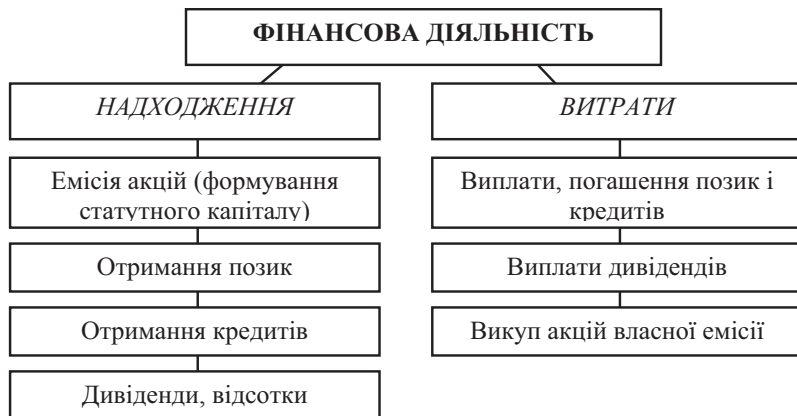 ФІНАНСОВА ДІЯЛЬНІСТЬ
НАДХОДЖЕННЯ
Емісія акцій (формування
статутного капіталу)
Отримання позик
Отримання кредитів
Дивіденди, відсотки
ВИТРАТИ
Виплати, погашення позик і
кредитів
Виплати дивідендів
Викуп акцій власної емісії